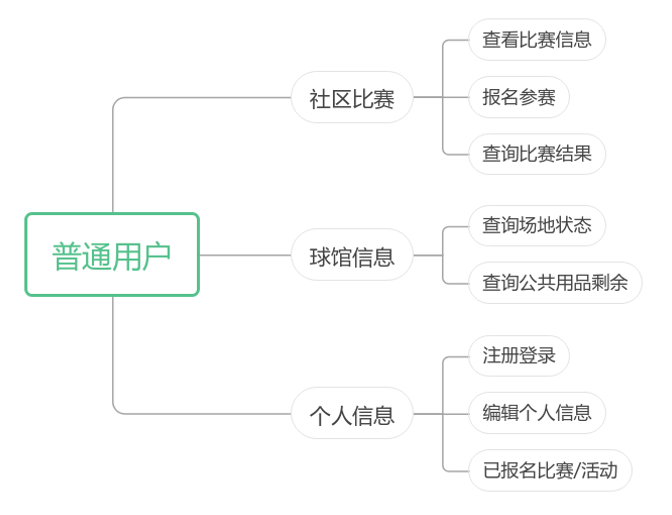 普通用户
社区比赛
查看比赛信息
报名参赛
查询比赛结果
球馆信息
查询场地状态
查询公共用品剩余
个人信息
注册登录
编辑个人信息
已报名比赛/活动